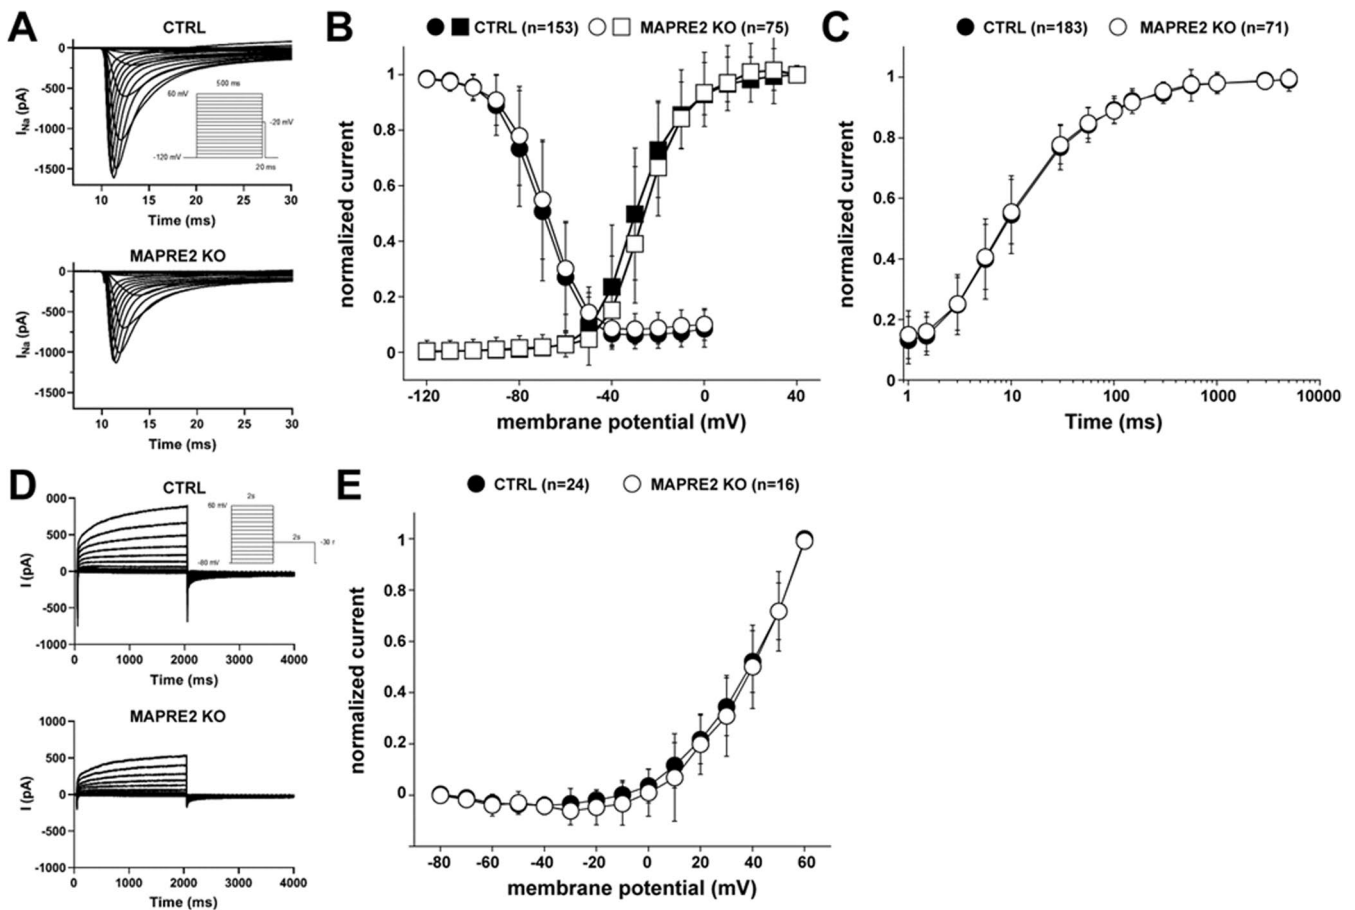 A
CTRL
0
-500
-1000
-1500
I_Na (pA)
500 ms
60 mV
-20 mV
-120 mV
20 ms
10 15 20 25 30
Time (ms)
MAPRE2 KO
0
-500
-1000
-1500
I_Na (pA)
10 15 20 25 30
Time (ms)
B
CTRL (n=153) MAPRE2 KO (n=75)
1
0.8
0.6
0.4
0.2
0
normalized current
-120 -80 -40 0 40
membrane potential (mV)
C
CTRL (n=183) MAPRE2 KO (n=71)
1
0.8
0.6
0.4
0.2
0
normalized current
1 10 100 1000 10000
Time (ms)
D
CTRL
000
500
0
-500
-1000
I (pA)
2s
60 mV
2s
-30 r
-80 mV
0 1000 2000 3000 4000
Time (ms)
MAPRE2 KO
1000
500
0
-500
-1000
I (pA)
0 1000 2000 3000 4000
Time (ms)
E
CTRL (n=24) MAPRE2 KO (n=16)
1
0.8
0.6
0.4
0.2
0
normalized current
-80 -60 -40 -20 0 20 40 60
membrane potential (mV)